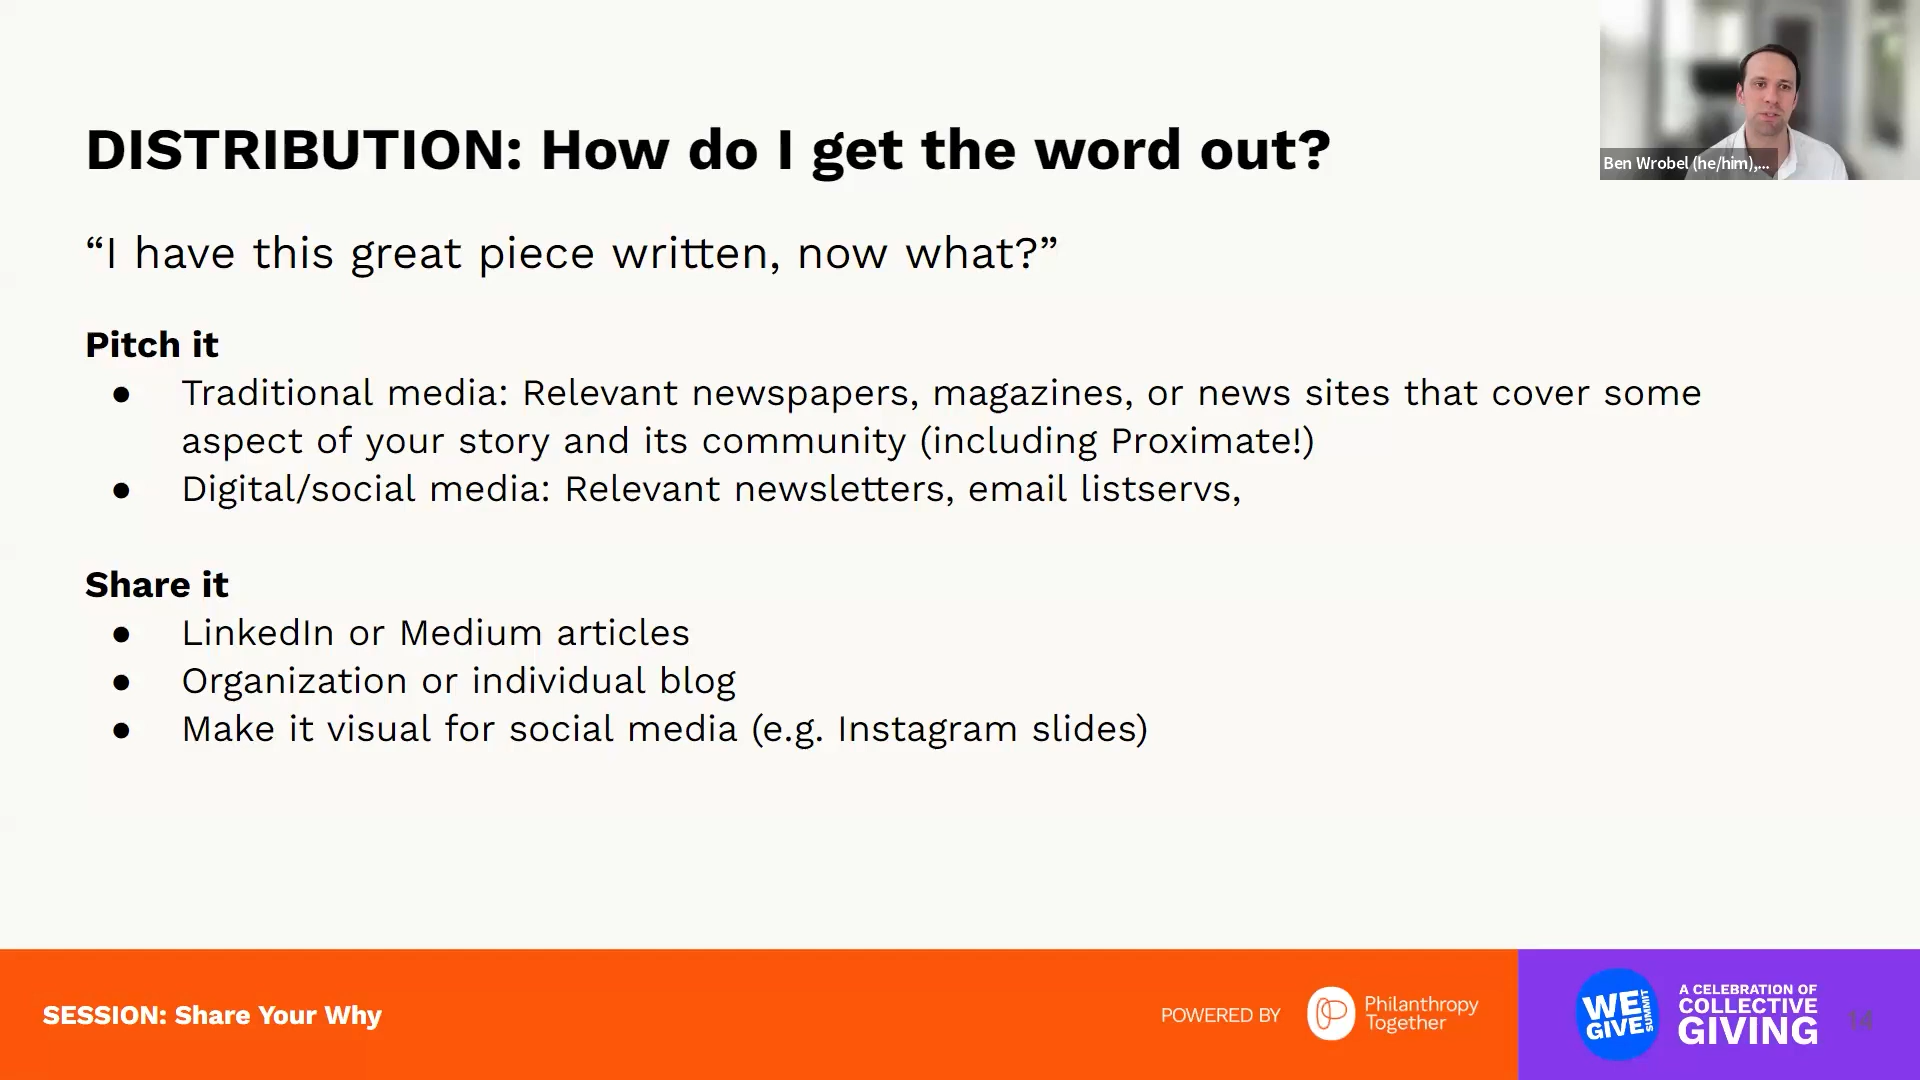 DISTRIBUTION: How do I get the word out?
Ben Wrobel (he/him),...
“I have this great piece written, now what?”
Pitch it
● Traditional media: Relevant newspapers, magazines, or news sites that cover some
aspect of your story and its community (including Proximate!)
● Digital/social media: Relevant newsletters, email listservs,
Share it
● LinkedIn or Medium articles
● Organization or individual blog
● Make it visual for social media (e.g. Instagram slides)
SESSION: Share Your Why
POWERED BY
Philanthropy
Together
WE
GIVE
SUMMIT
A CELEBRATION OF
COLLECTIVE
GIVING
14